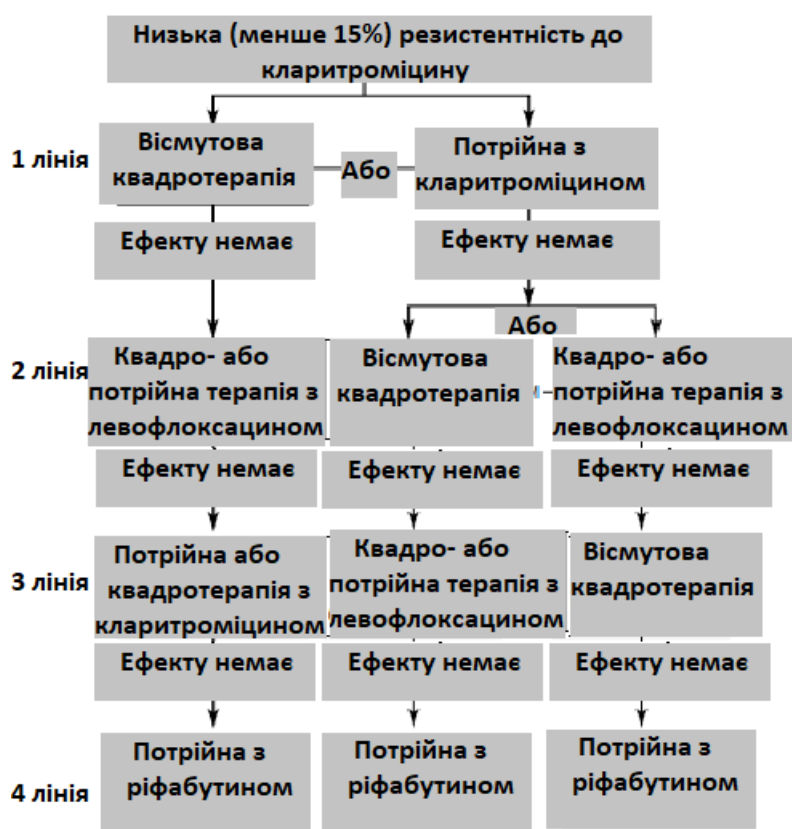 Низька (менше 15%) резистентність до
кларитроміцину
1 лінія
Вісмутова
квадротерапія
Або
Потрійна з
кларитроміцином
Ефекту немає
Ефекту немає
Або
2 лінія
Квадро- або
потрійна терапія з
левофлоксацином
Вісмутова
квадротерапія
Квадро- або
потрійна терапія з
левофлоксацином
Ефекту немає
Ефекту немає
Ефекту немає
3 лінія
Потрійна або
квадротерапія з
кларитроміцином
Квадро- або
потрійна терапія з
левофлоксацином
Вісмутова
квадротерапія
Ефекту немає
Ефекту немає
Ефекту немає
4 лінія
Потрійна з
ріфабутином
Потрійна з
ріфабутином
Потрійна з
ріфабутином